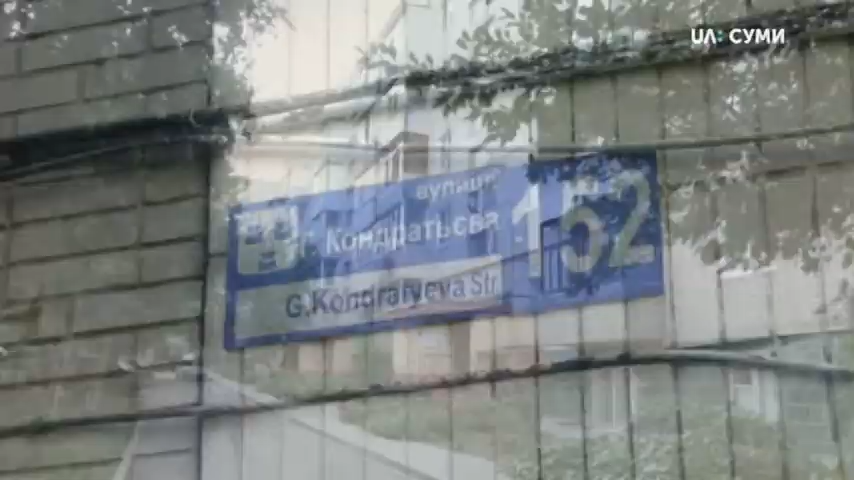 UA: СУМИ
вулиця
Г. Кондратьєва
152
G.Kondratyeva Str